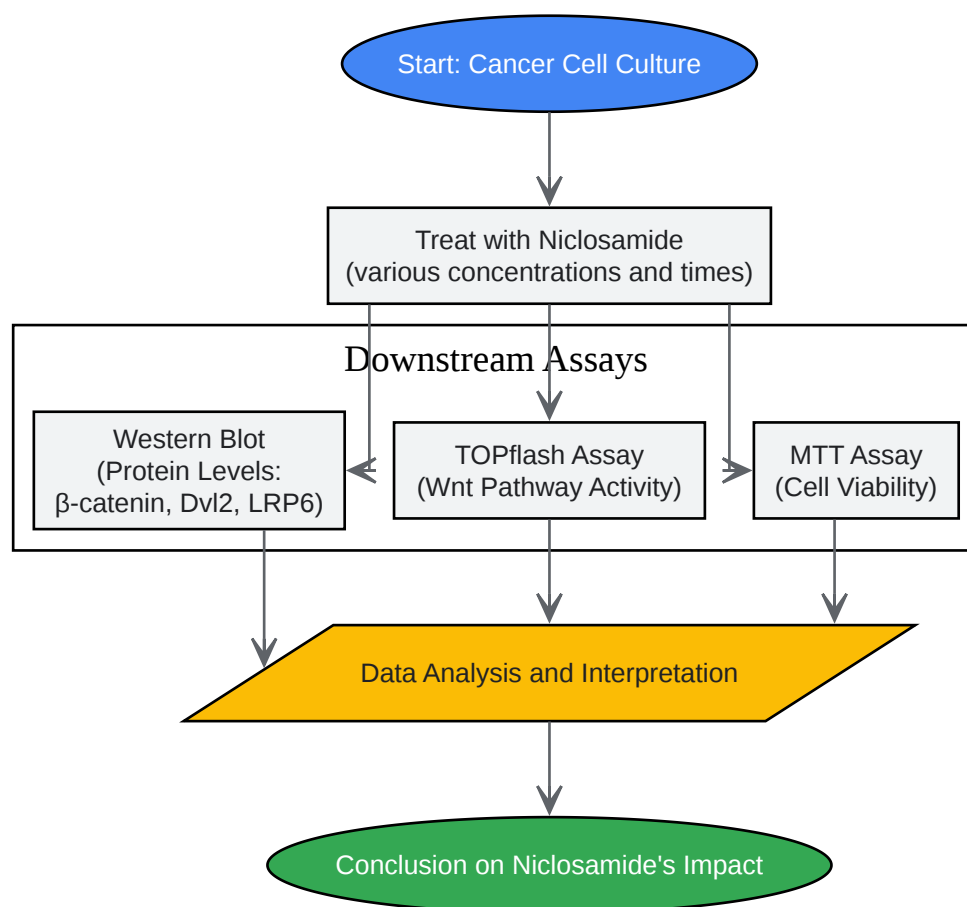 Start: Cancer Cell Culture
Treat with Niclosamide
(various concentrations and times)
Downstream Assays
Western Blot
(Protein Levels:
β-catenin, Dvl2, LRP6)
TOPflash Assay
(Wnt Pathway Activity)
MTT Assay
(Cell Viability)
Data Analysis and Interpretation
Conclusion on Niclosamide's Impact